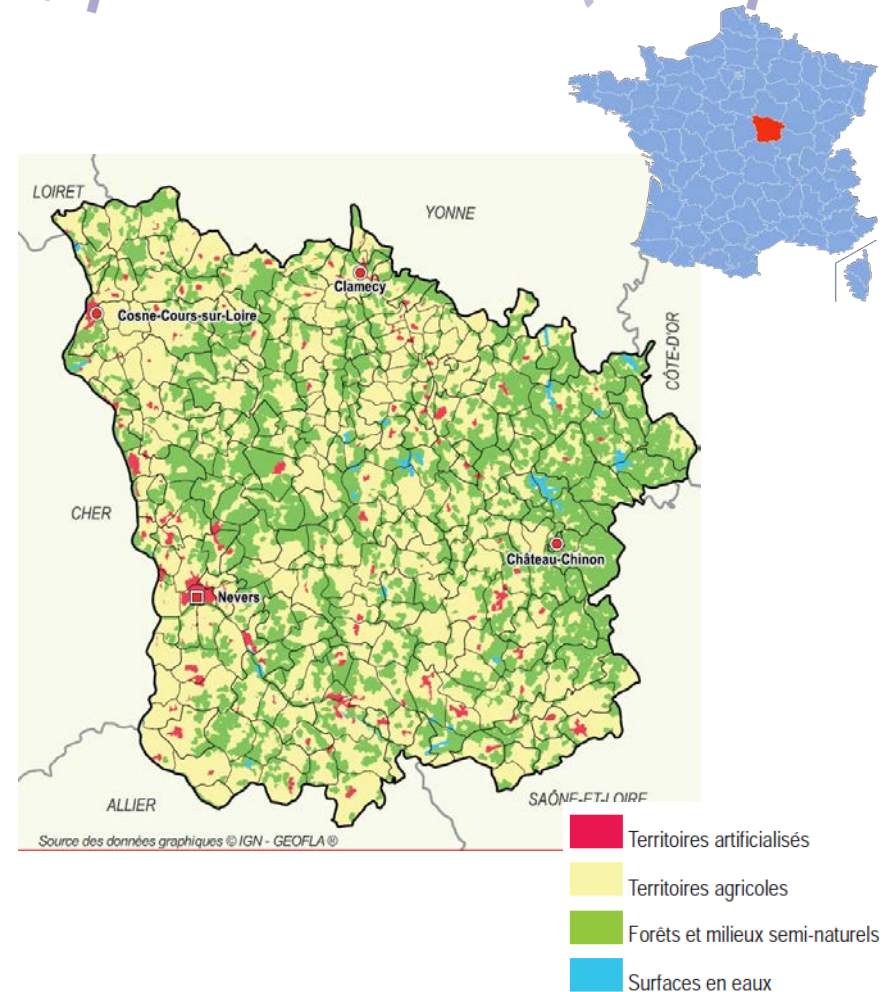 LOIRET
YONNE
Clamecy
Cosne-Cours-sur-Loire
CÔTE-D'OR
CHER
Château-Chinon
Nevers
ALLIER
SAÔNE-ET-LOIRE
Source des données graphiques © IGN - GEOFLA ®
Territoires artificialisés
Territoires agricoles
Forêts et milieux semi-naturels
Surfaces en eaux